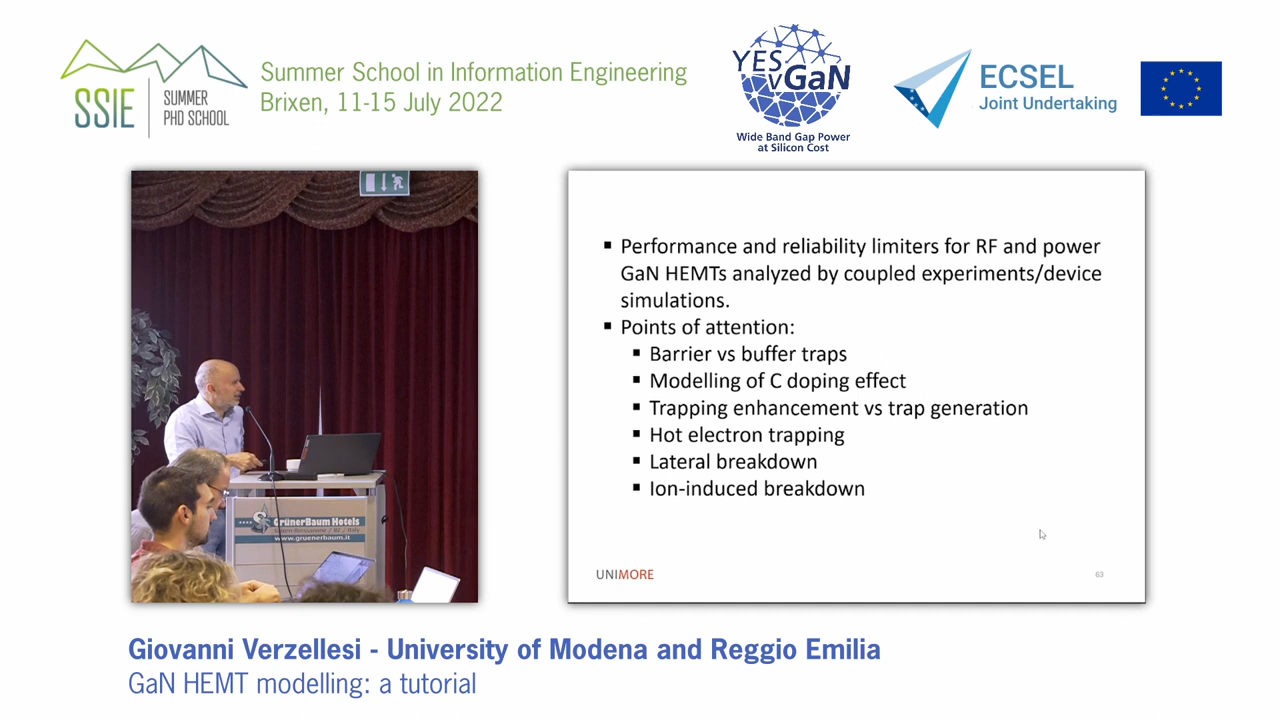 SSIE
SUMMER
PHD SCHOOL
Summer School in Information Engineering
Brixen, 11-15 July 2022
YES
vGaN
Wide Band Gap Power
at Silicon Cost
ECSEL
Joint Undertaking
▪ Performance and reliability limiters for RF and power
GaN HEMTs analyzed by coupled experiments/device
simulations.
▪ Points of attention:
▪ Barrier vs buffer traps
▪ Modelling of C doping effect
▪ Trapping enhancement vs trap generation
▪ Hot electron trapping
▪ Lateral breakdown
▪ Ion-induced breakdown
UNIMORE
63
GrünerBaum Hotels
www.gruenerbaum.it
Giovanni Verzellesi - University of Modena and Reggio Emilia
GaN HEMT modelling: a tutorial